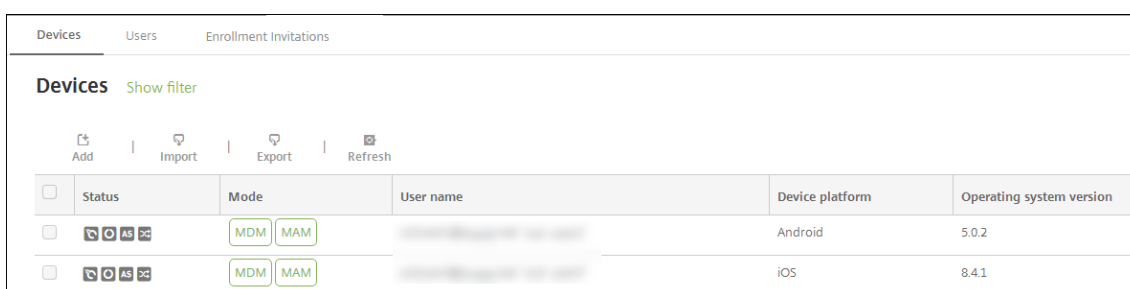 Devices Users Enrollment Invitations
Devices Show filter
Add | Import | Export | Refresh
Status Mode User name Device platform Operating system version
AS MDM MAM Android 5.0.2
AS MDM MAM iOS 8.4.1